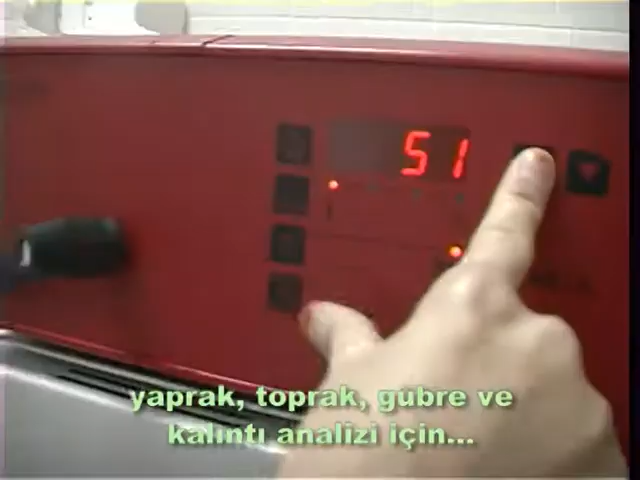 51
yaprak, toprak, gübre ve
kalıntı analizi için...